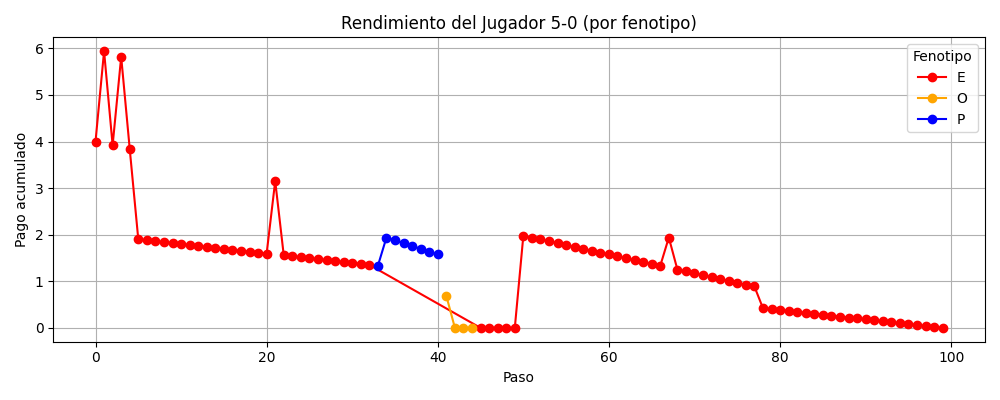 Rendimiento del Jugador 5-0 (por fenotipo)
Pago acumulado
6
5
4
3
2
1
0
Fenotipo
E
O
P
0 20 40 60 80 100
Paso